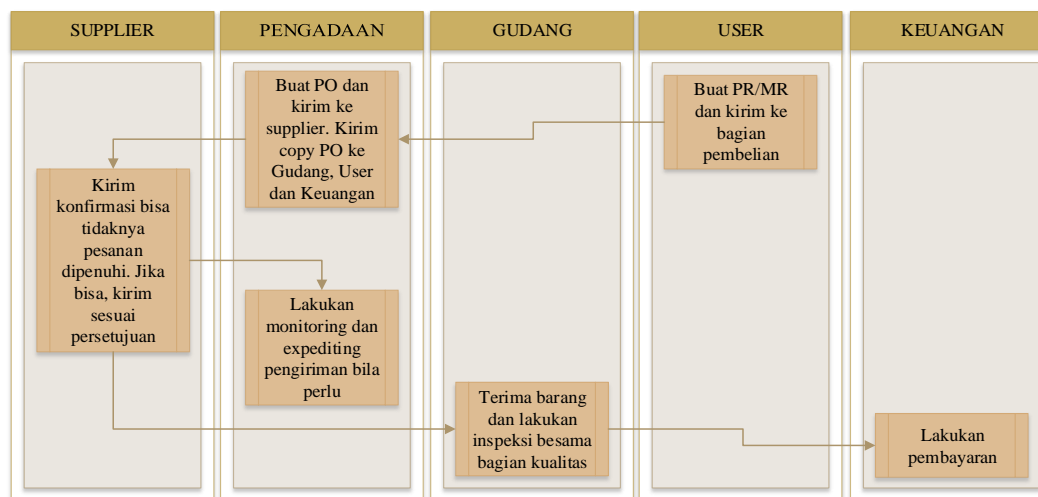 SUPPLIER
PENGADAAN
GUDANG
USER
KEUANGAN
Buat PO dan
kirim ke
supplier. Kirim
copy PO ke
Gudang, User
dan Keuangan
Buat PR/MR
dan kirim ke
bagian
pembelian
Kirim
konfirmasi bisa
tidaknya
pesanan
dipenuhi. Jika
bisa, kirim
sesuai
persetujuan
Lakukan
monitoring dan
expediting
pengiriman bila
perlu
Terima barang
dan lakukan
inspeksi besama
bagian kualitas
Lakukan
pembayaran